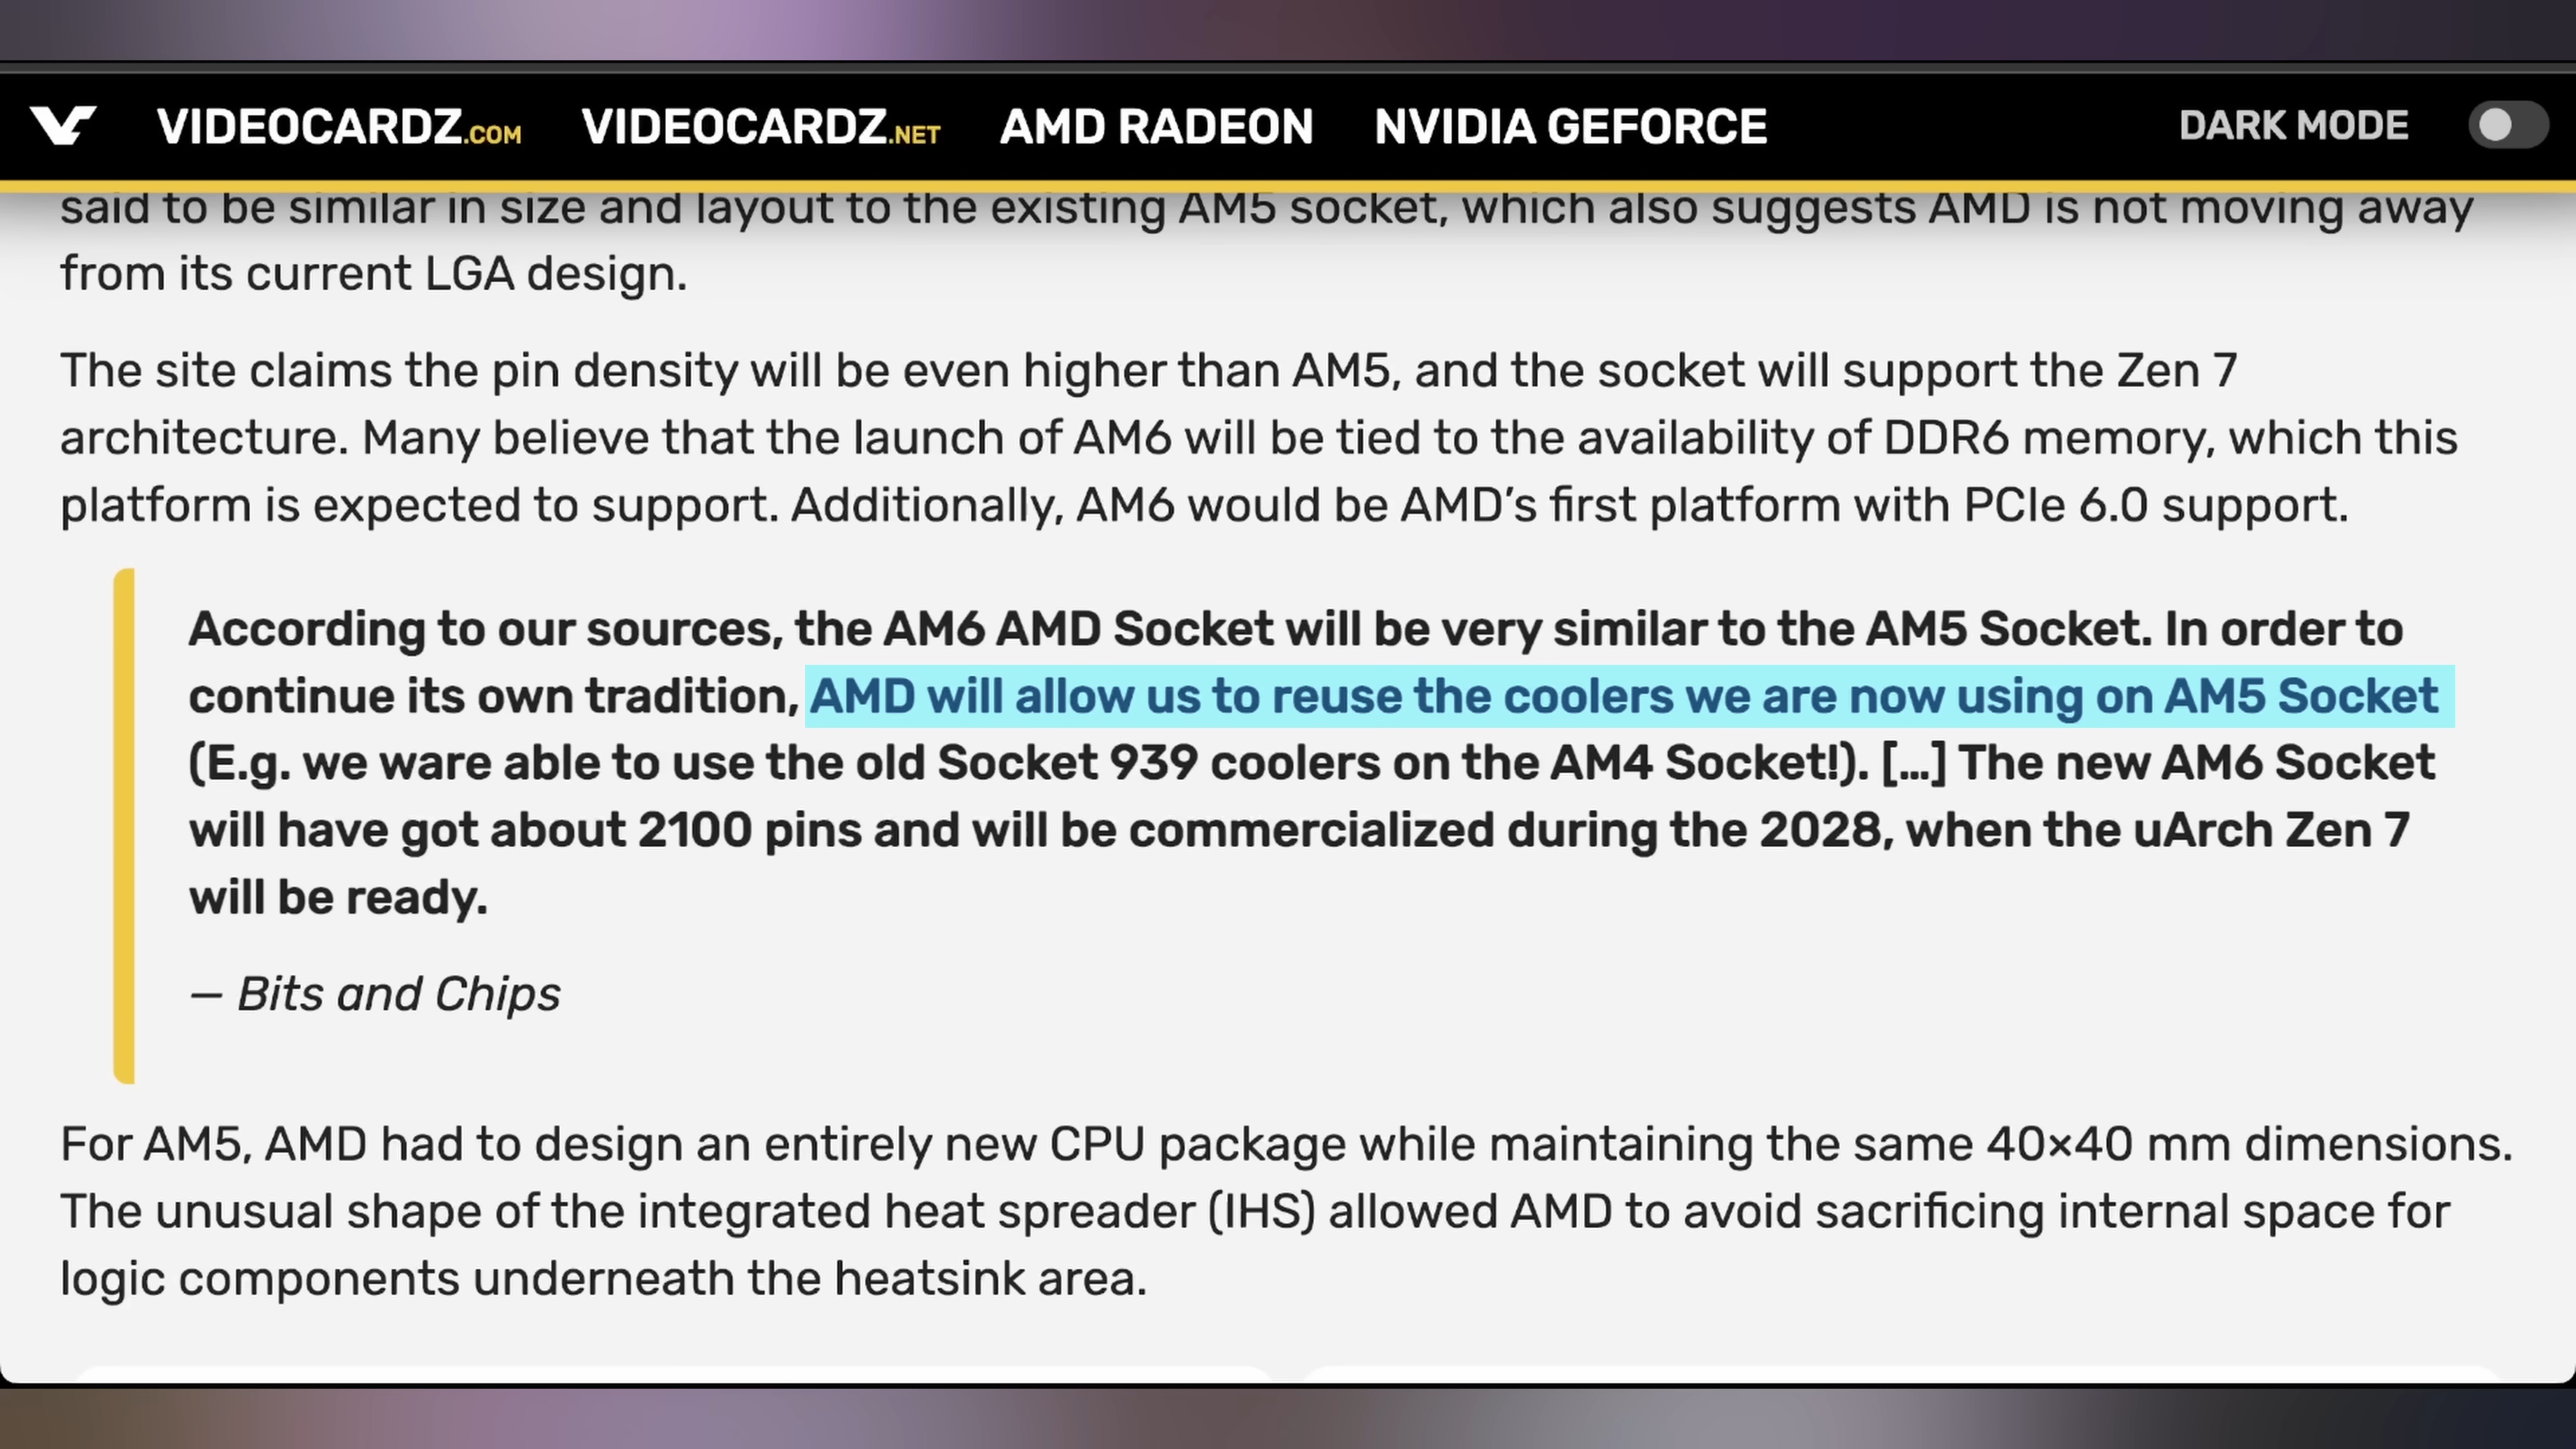 VIDEOCARDZ.COM VIDEOCARDZ.NET AMD RADEON NVIDIA GEFORCE DARK MODE
said to be similar in size and layout to the existing AM5 socket, which also suggests AMD is not moving away
from its current LGA design.
The site claims the pin density will be even higher than AM5, and the socket will support the Zen 7
architecture. Many believe that the launch of AM6 will be tied to the availability of DDR6 memory, which this
platform is expected to support. Additionally, AM6 would be AMD’s first platform with PCIe 6.0 support.
According to our sources, the AM6 AMD Socket will be very similar to the AM5 Socket. In order to
continue its own tradition, AMD will allow us to reuse the coolers we are now using on AM5 Socket
(E.g. we ware able to use the old Socket 939 coolers on the AM4 Socket!). […] The new AM6 Socket
will have got about 2100 pins and will be commercialized during the 2028, when the uArch Zen 7
will be ready.
— Bits and Chips
For AM5, AMD had to design an entirely new CPU package while maintaining the same 40×40 mm dimensions.
The unusual shape of the integrated heat spreader (IHS) allowed AMD to avoid sacrificing internal space for
logic components underneath the heatsink area.